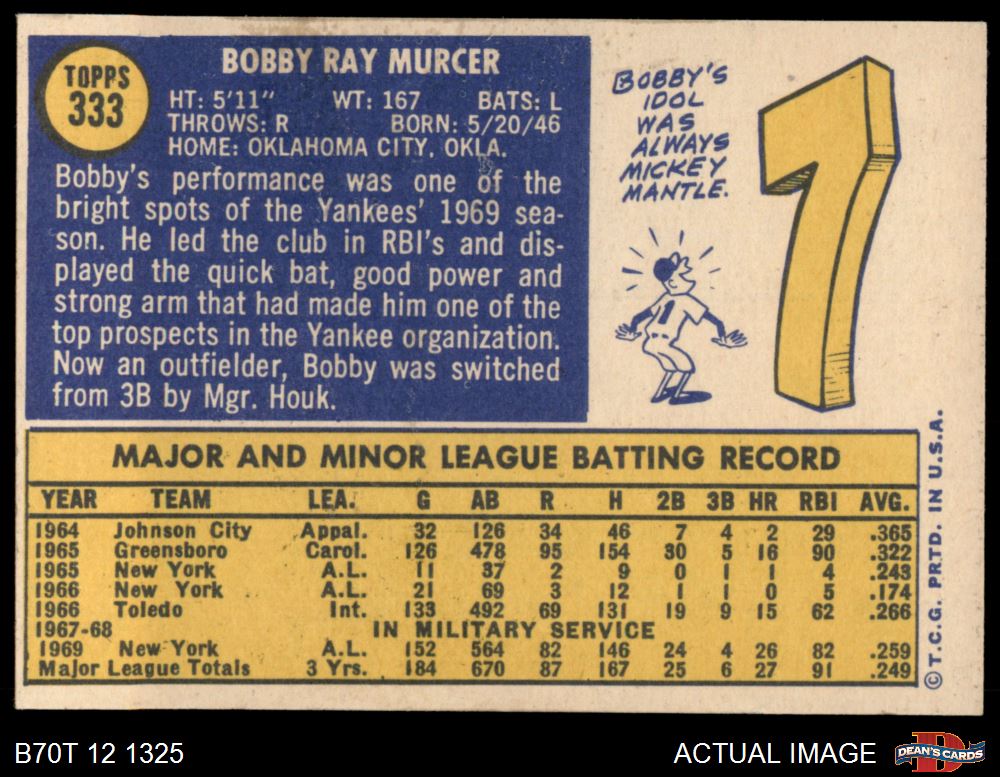 TOPPS
333
BOBBY RAY MURCER
HT: 5'11" WT: 167 BATS: L
THROWS: R BORN: 5/20/46
HOME: OKLAHOMA CITY, OKLA.
Bobby's performance was one of the
bright spots of the Yankees' 1969 sea-
son. He led the club in RBI's and dis-
played the quick bat, good power and
strong arm that had made him one of the
top prospects in the Yankee organization.
Now an outfielder, Bobby was switched
from 3B by Mgr. Houk.
BOBBY'S
IDOL
WAS
ALWAYS
MICKEY
MANTLE.
7
1
MAJOR AND MINOR LEAGUE BATTING RECORD
YEAR TEAM LEA. G AB R H 2B 3B HR RBI AVG.
1964 Johnson City Appal. 32 126 34 46 7 4 2 29 .365
1965 Greensboro Carol. 126 478 95 154 30 5 16 90 .322
1965 New York A.L. 11 37 2 9 0 1 1 4 .243
1966 New York A.L. 21 69 3 12 1 1 0 5 .174
1966 Toledo Int. 133 492 69 131 19 9 15 62 .266
1967-68 IN MILITARY SERVICE
1969 New York A.L. 152 564 82 146 24 4 26 82 .259
Major League Totals 3 Yrs. 184 670 87 167 25 6 27 91 .249
©T.C.G. PRTD. IN U.S.A.
B70T 12 1325
ACTUAL IMAGE
D
DEAN'S CARDS